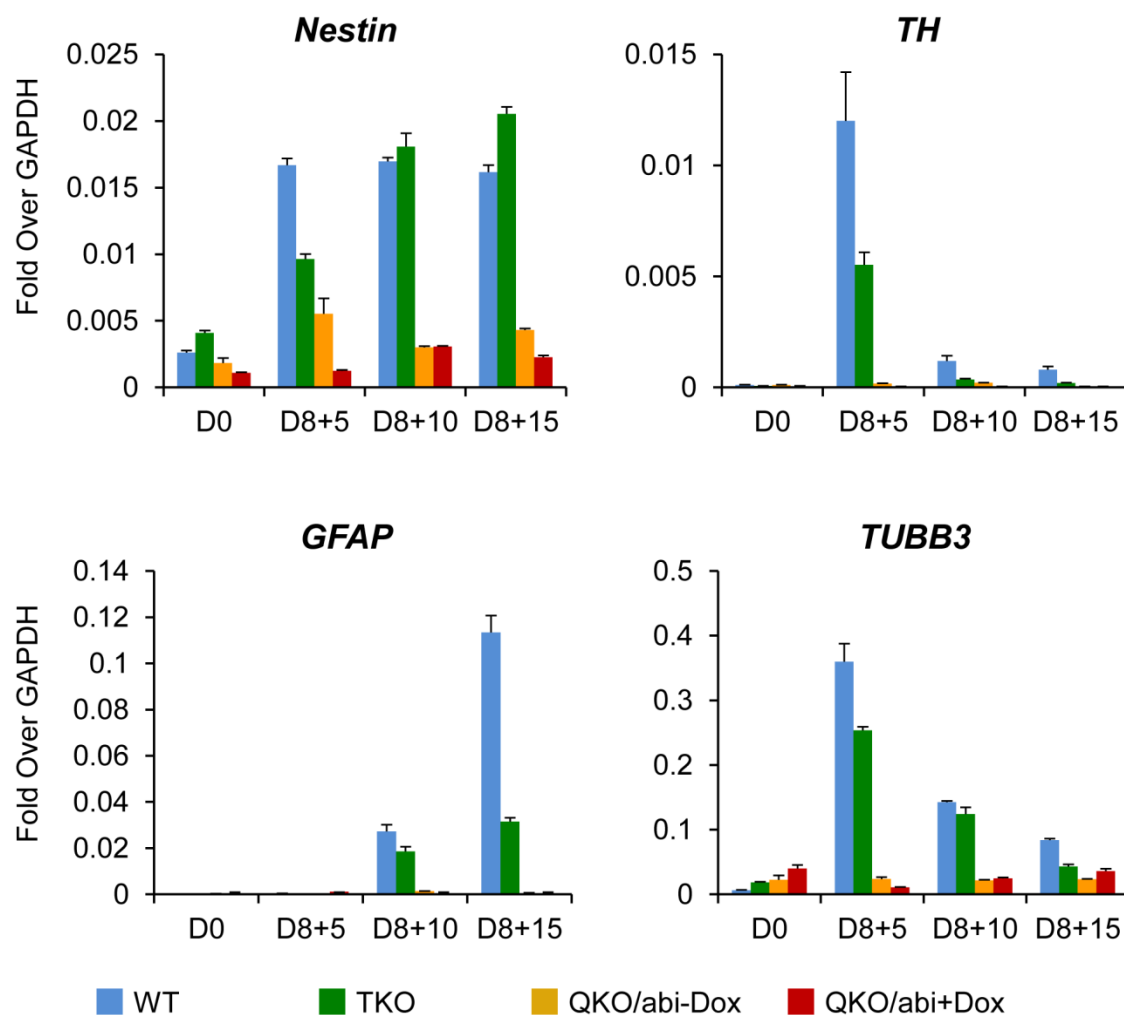 Nestin
Fold Over GAPDH
0.025
0.02
0.015
0.01
0.005
0
D0 D8+5 D8+10 D8+15
TH
0.015
0.01
0.005
0
D0 D8+5 D8+10 D8+15
GFAP
Fold Over GAPDH
0.14
0.12
0.1
0.08
0.06
0.04
0.02
0
D0 D8+5 D8+10 D8+15
TUBB3
0.5
0.4
0.3
0.2
0.1
0
D0 D8+5 D8+10 D8+15
WT TKO QKO/abi-Dox QKO/abi+Dox